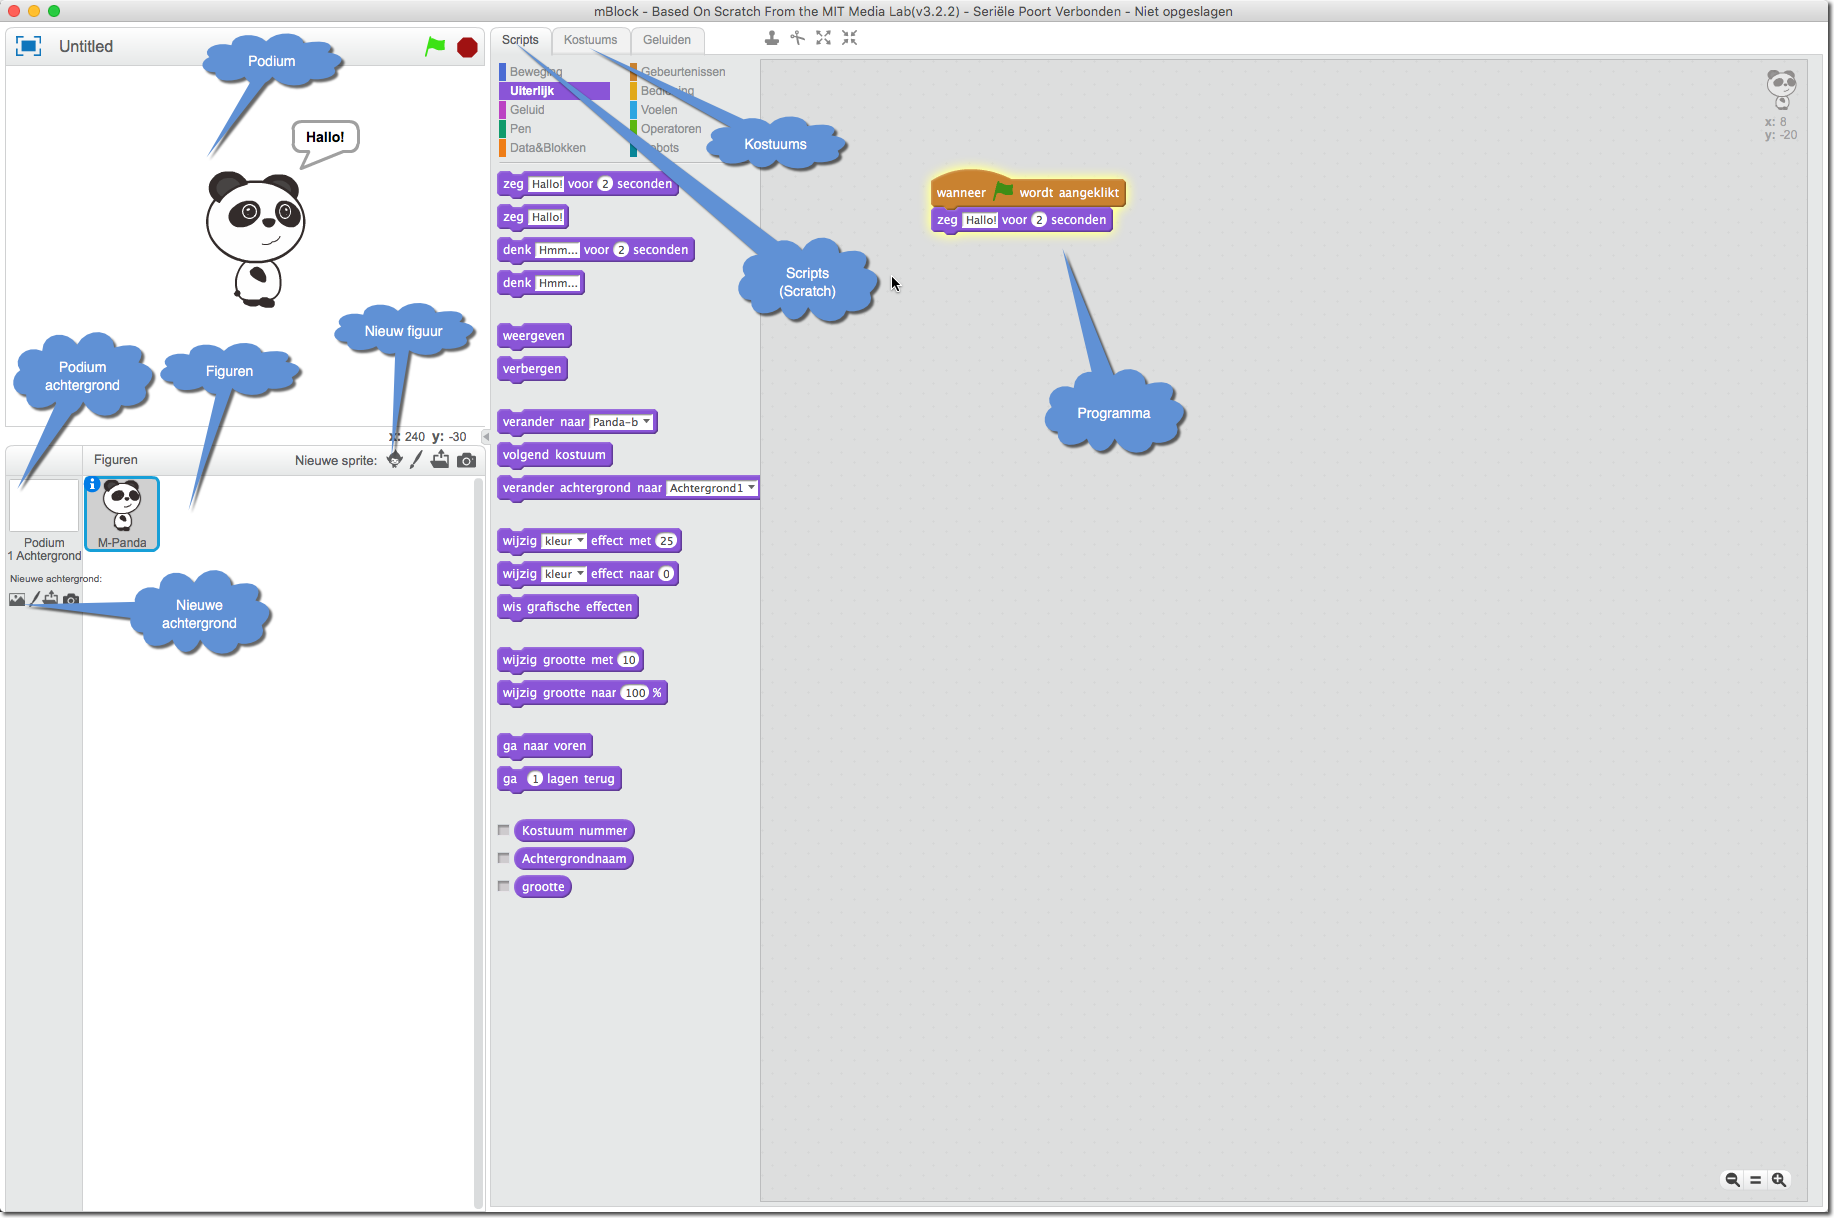 mBlock - Based On Scratch From the MIT Media Lab(v3.2.2) - Seriële Poort Verbonden - Niet opgeslagen
Untitled
Podium
Hallo!
Nieuw figuur
Podium
achtergrond
Figuren
x: 240 y: -30
Figuren
Nieuwe sprite:
M-Panda
Podium
1 Achtergrond
Nieuwe achtergrond:
Nieuwe
achtergrond
Scripts
Kostuums
Geluiden
Beweging
Uiterlijk
Geluid
Pen
Data&Blokken
Gebeurtenissen
Bediening
Voelen
Operatoren
Kostuums
Scripts
(Scratch)
zeg Hallo! voor 2 seconden
zeg Hallo!
denk Hmm... voor 2 seconden
denk Hmm...
weergeven
verbergen
verander naar Panda-b
volgend kostuum
verander achtergrond naar Achtergrond1
wijzig kleur effect met 25
wijzig kleur effect naar 0
wis grafische effecten
wijzig grootte met 10
wijzig grootte naar 100 %
ga naar voren
ga 1 lagen terug
Kostuum nummer
Achtergrondnaam
grootte
wanneer wordt aangeklikt
zeg Hallo! voor 2 seconden
Programma
x: 8
y: -20